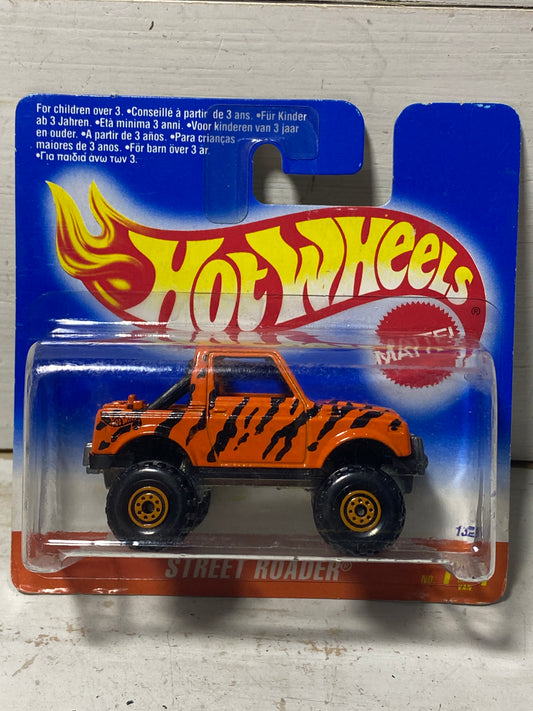 For children over 3. •Conseillé à partir de 3 ans. •Für Kinder
ab 3 Jahren. •Età minima 3 anni. •Voor kinderen van 3 jaar
en ouder. •A partir de 3 años. •Para crianças
maiores de 3 anos. •För barn över 3 år.
•Για παιδιά άνω των 3.
HOT WHEELS®
MATTEL
STREET ROADER®
NO.